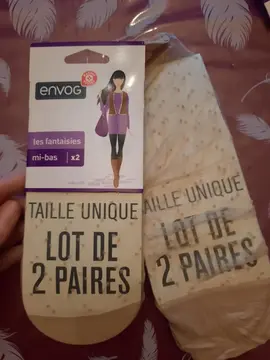 envog
les fantaisies
mi-bas x2
TAILLE UNIQUE
LOT DE
2 PAIRES
TAILLE UNIQUE
LOT DE
2 PAIRES